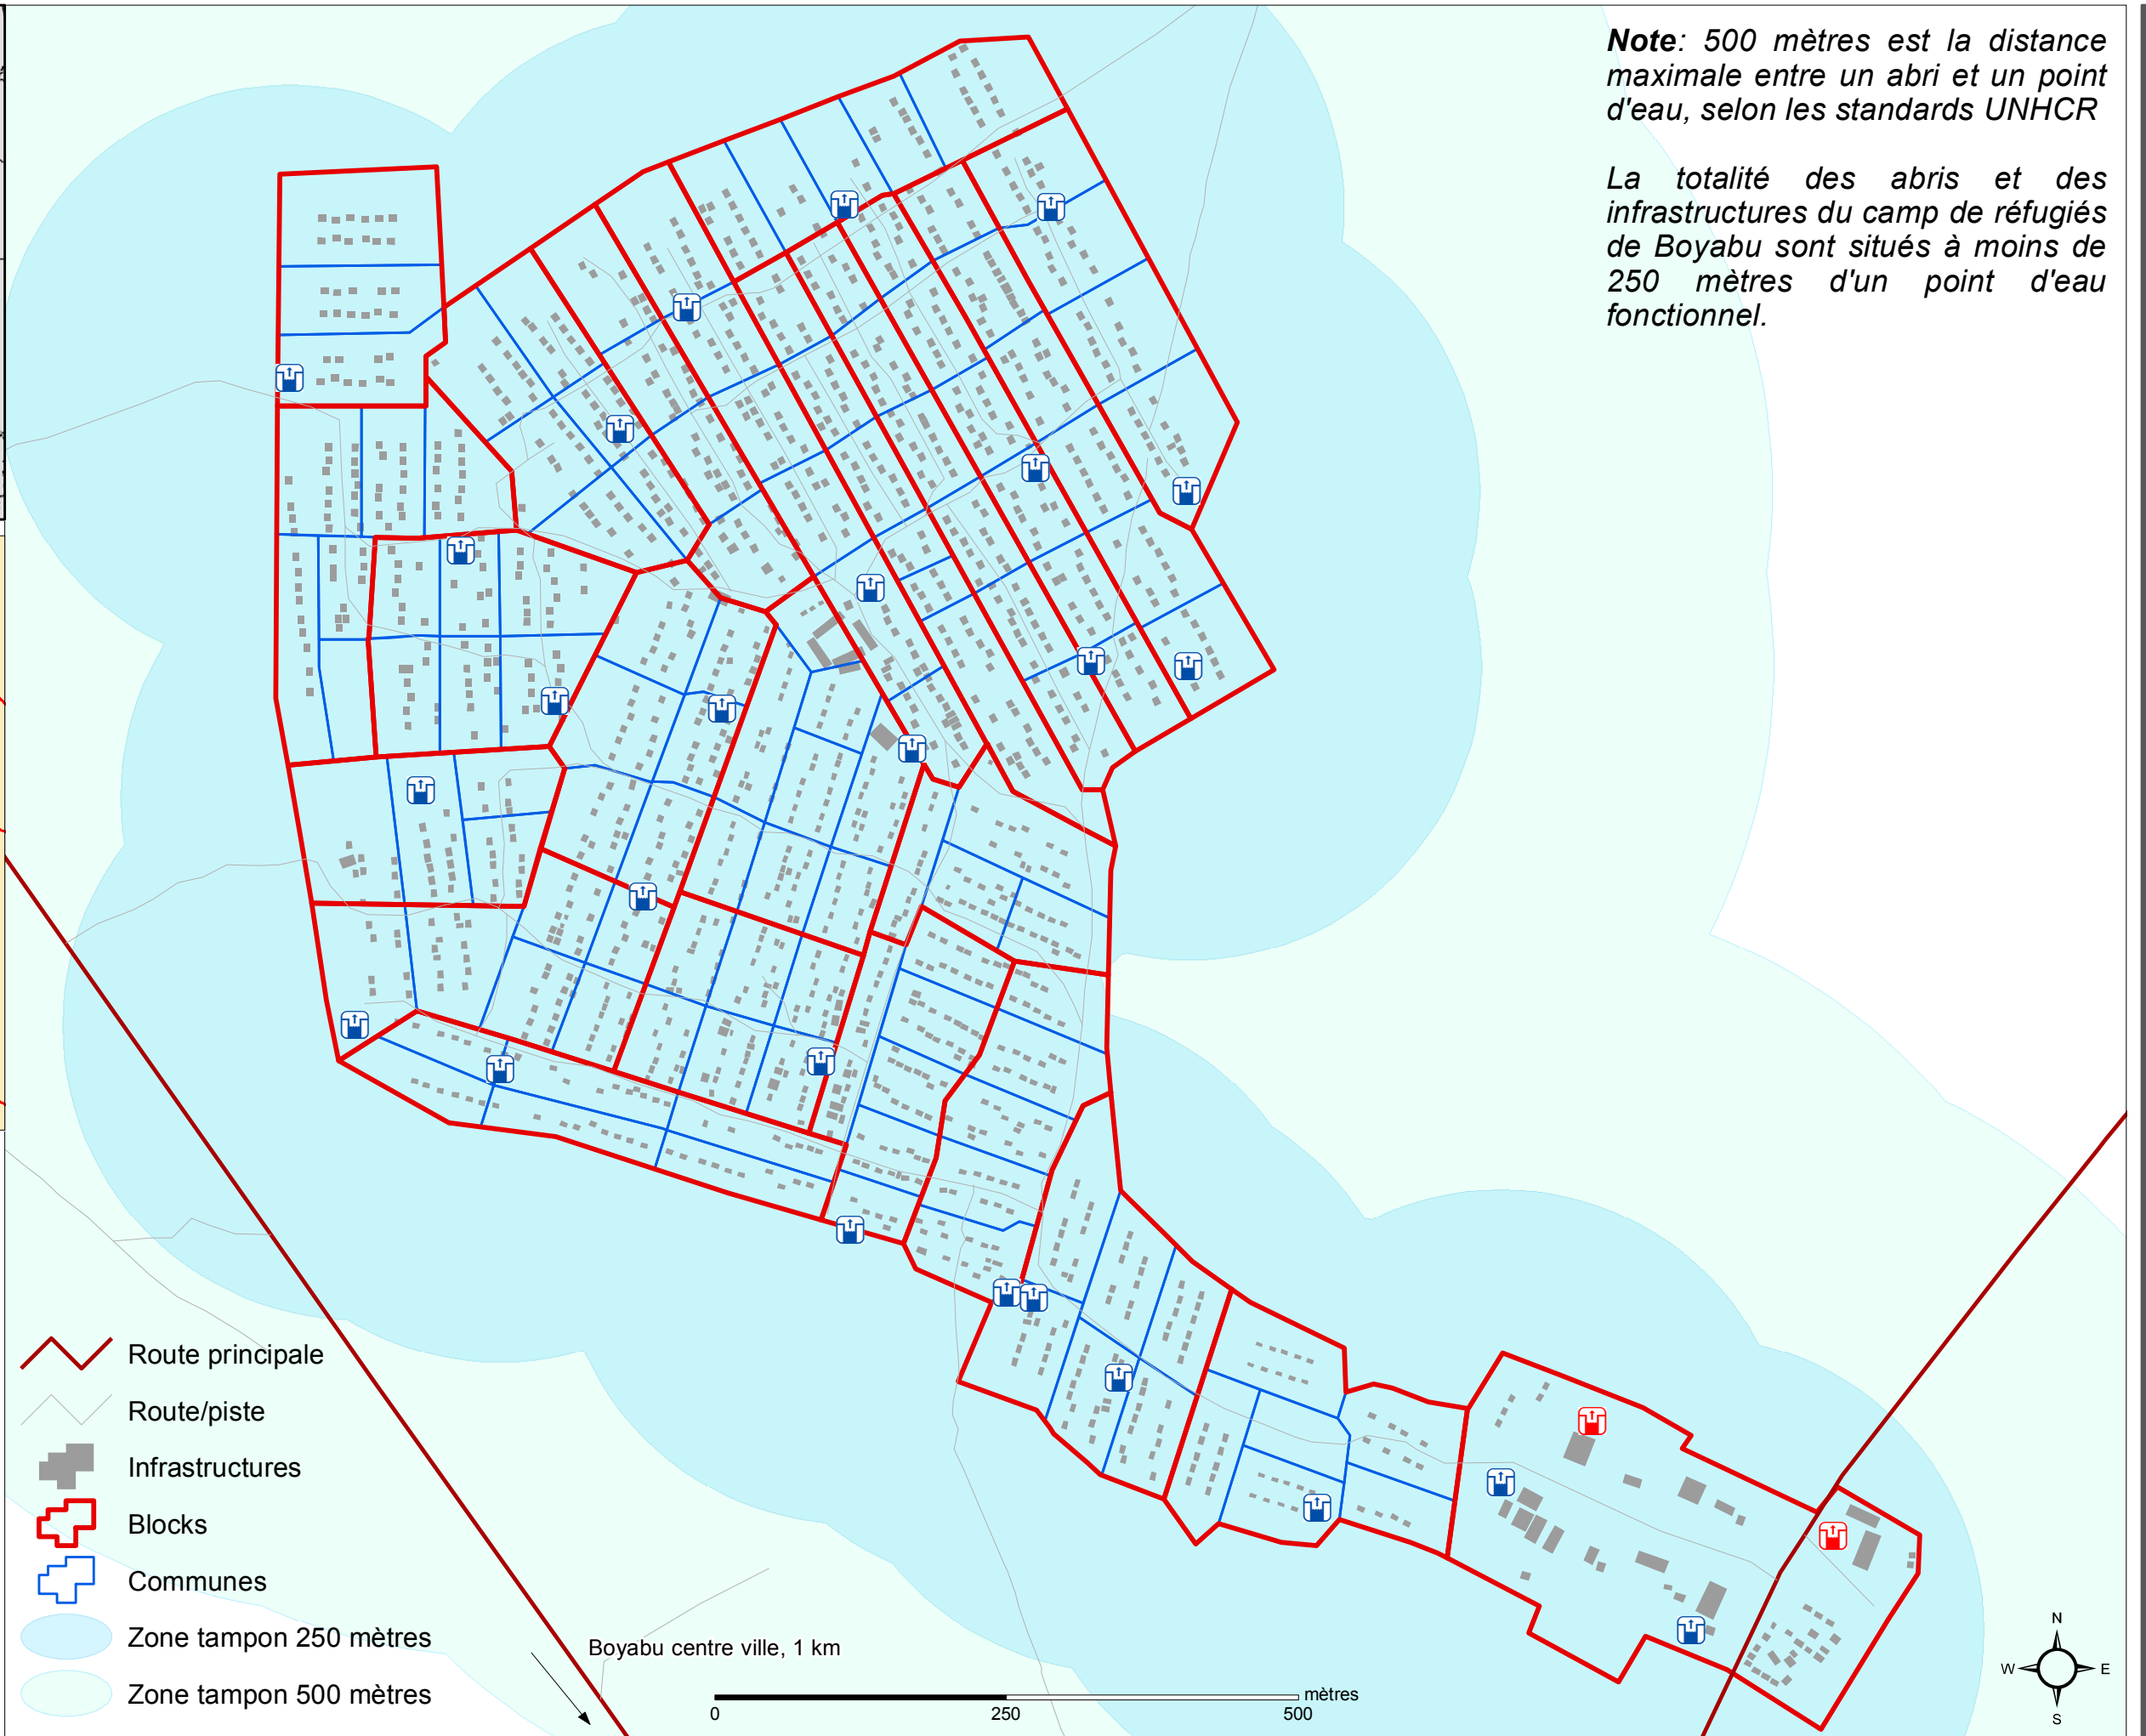 Note: 500 mètres est la distance
maximale entre un abri et un point
d'eau, selon les standards UNHCR
La totalité des abris et des
infrastructures du camp de réfugiés
de Boyabu sont situés à moins de
250 mètres d'un point d'eau
fonctionnel.
Route principale
Route/piste
Infrastructures
Blocks
Communes
Zone tampon 250 mètres
Zone tampon 500 mètres
Boyabu centre ville, 1 km
mètres
0 250 500
N
W E
S